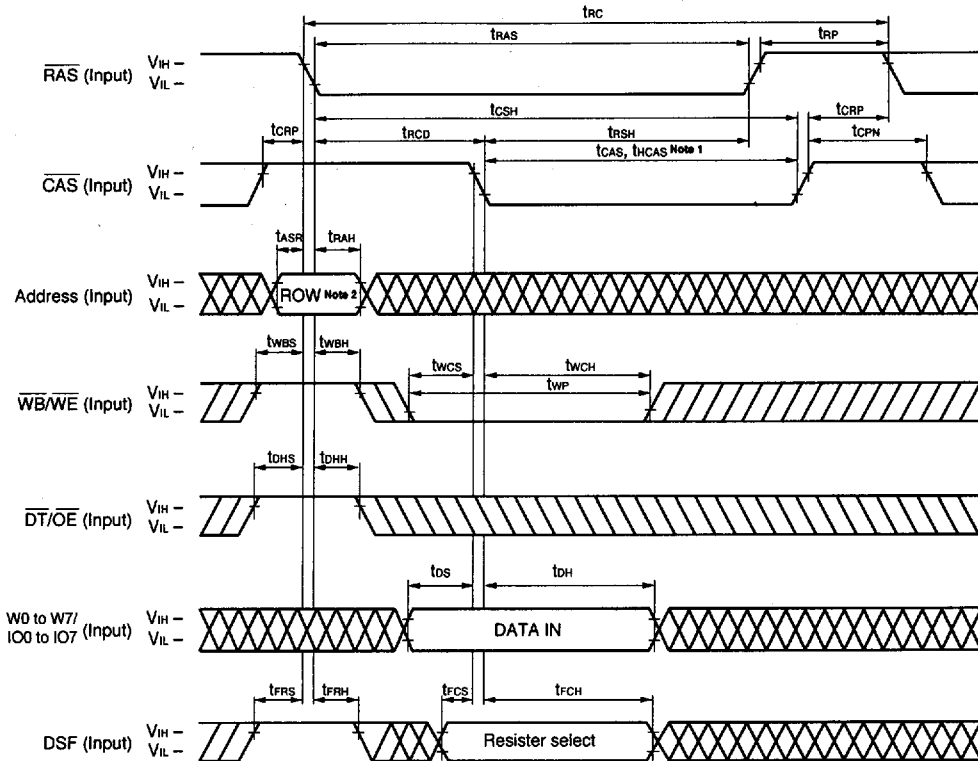 tRC
tRAS
tRP
RAS (Input)
VIH –
VIL –
tCSH
tCRP
tCRP
tRCD
tRSH
tCPN
tCAS, tHCAS Note 1
CAS (Input)
VIH –
VIL –
tASR
tRAH
Address (Input)
VIH –
VIL –
ROW Note 2
tWBS
tWBH
tWCS
tWCH
tWP
WB/WE (Input)
VIH –
VIL –
tDHS
tDHH
DT/OE (Input)
VIH –
VIL –
tDS
tDH
W0 to W7/
IO0 to IO7 (Input)
VIH –
VIL –
DATA IN
tFRS
tFRH
tFCS
tFCH
DSF (Input)
VIH –
VIL –
Resister select